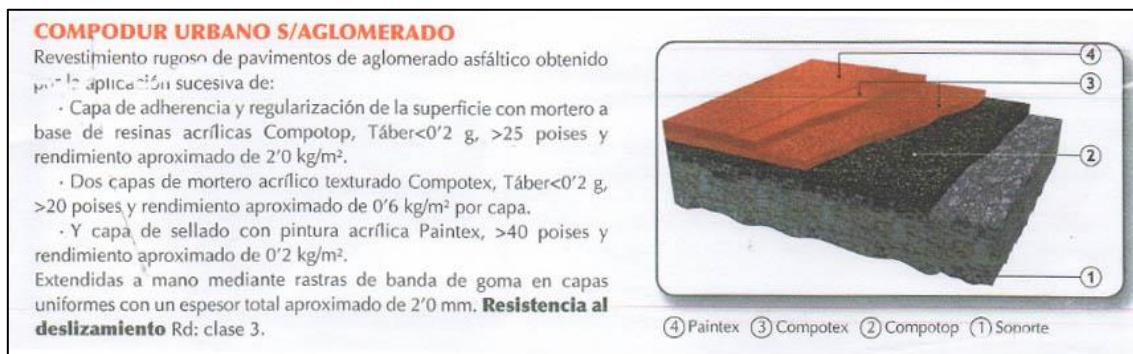 COMPODUR URBANO S/AGLOMERADO
Revestimiento rugoso de pavimentos de aglomerado asfáltico obtenido
la aplicación sucesiva de:
· Capa de adherencia y regularización de la superficie con mortero a
base de resinas acrílicas Compotop, Táber<0'2 g, >25 poises y
rendimiento aproximado de 2'0 kg/m².
· Dos capas de mortero acrílico texturado Compotex, Táber<0'2 g,
>20 poises y rendimiento aproximado de 0'6 kg/m² por capa.
· Y capa de sellado con pintura acrílica Paintex, >40 poises y
rendimiento aproximado de 0'2 kg/m².
Extendidas a mano mediante rastras de banda de goma en capas
uniformes con un espesor total aproximado de 2'0 mm. Resistencia al
deslizamiento Rd: clase 3.
4
3
2
1
4 Paintex 3 Compotex 2 Compotop 1 Soporte